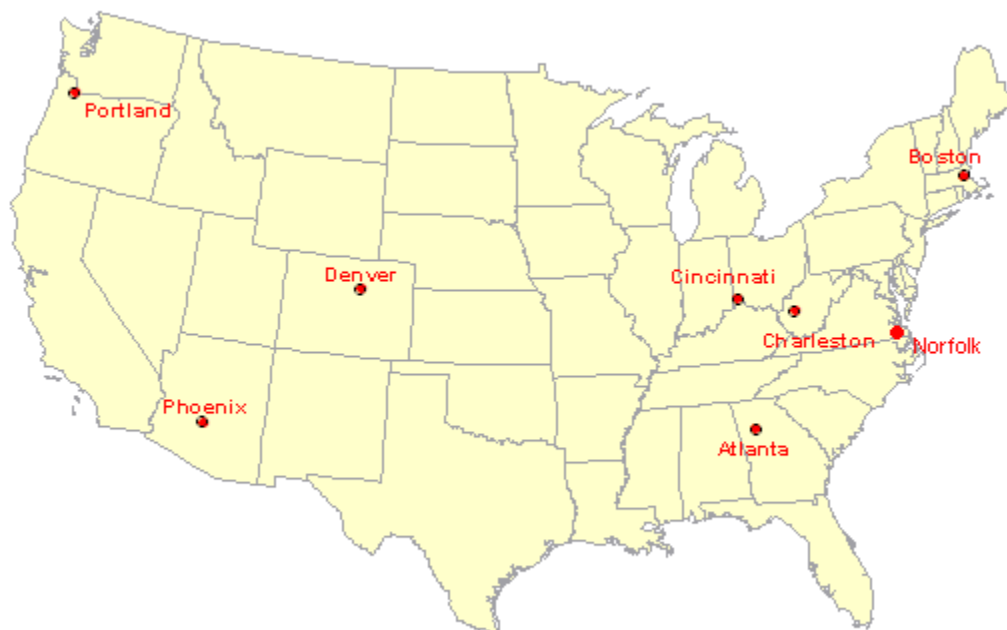 Portland
Boston
Denver
Cincinnati
Charleston
Norfolk
Phoenix
Atlanta